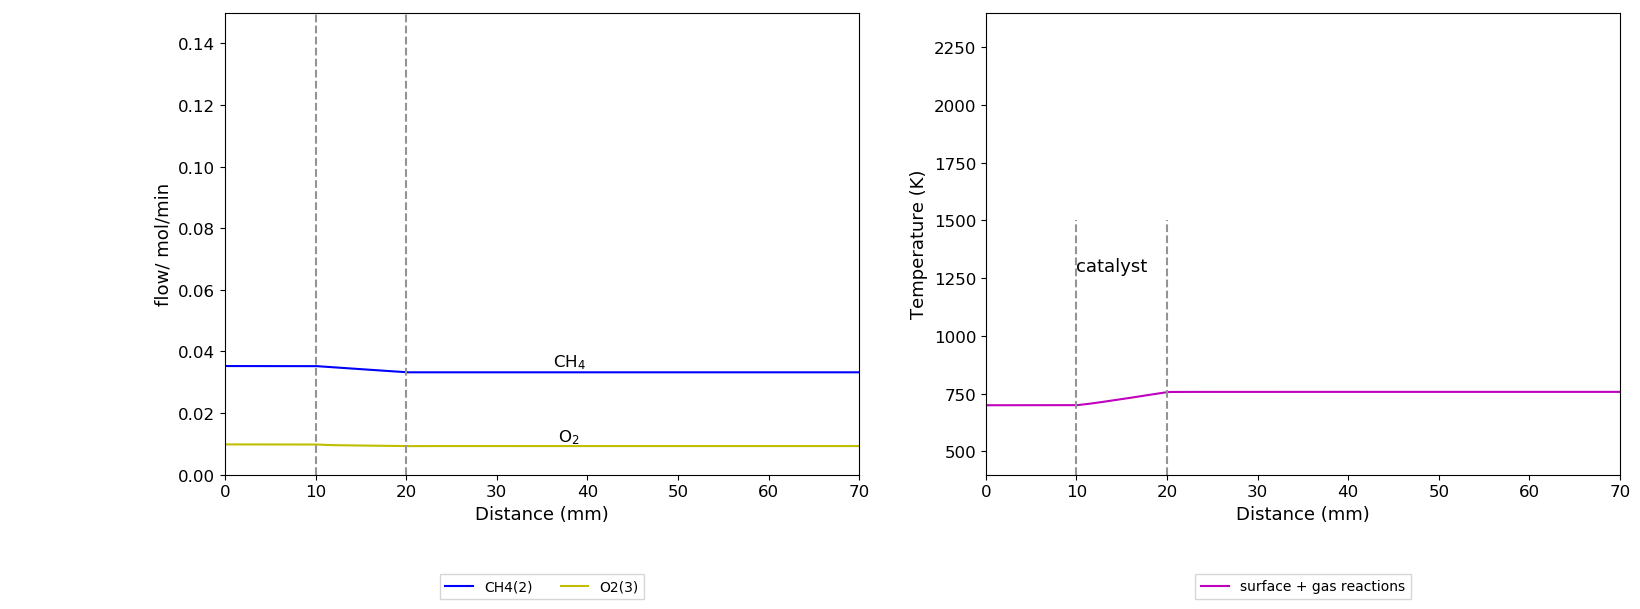 0.14
0.12
0.10
0.08
0.06
0.04
0.02
0.00
flow/ mol/min
CH₄
O₂
0 10 20 30 40 50 60 70
Distance (mm)
CH4(2) O2(3)
2250
2000
1750
1500
1250
1000
750
500
Temperature (K)
catalyst
0 10 20 30 40 50 60 70
Distance (mm)
surface + gas reactions